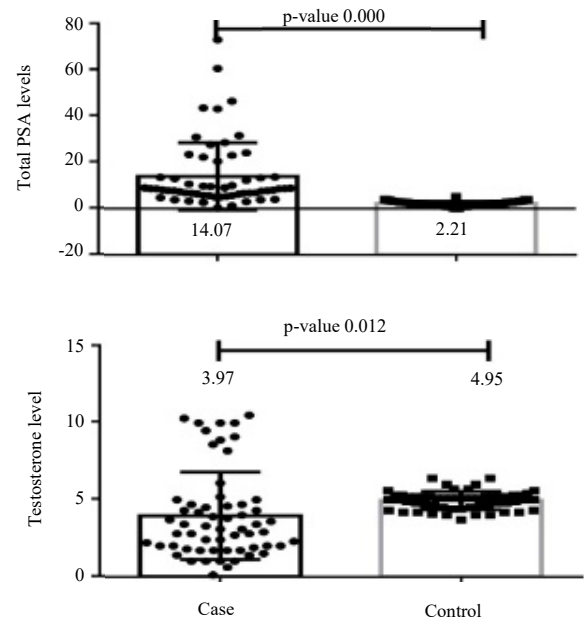 p-value 0.000
80
60
40
20
0
-20
Total PSA levels
14.07
2.21
p-value 0.012
15
10
5
0
Testosterone level
3.97
4.95
Case
Control